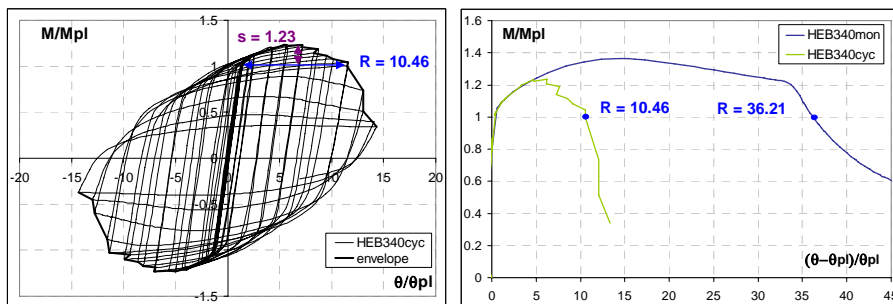 M/Mpl
1.5
s = 1.23
1
R = 10.46
0.5
0
-20 -15 -10 -5 0 5 10 15 20
-0.5
-1
-1.5
HEB340cyc
envelope
θ/θpl
M/Mpl
1.6
1.4
1.2
1
0.8
0.6
0.4
0.2
0
HEB340mon
HEB340cyc
R = 10.46
R = 36.21
(θ-θpl)/θpl
0 5 10 15 20 25 30 35 40 45